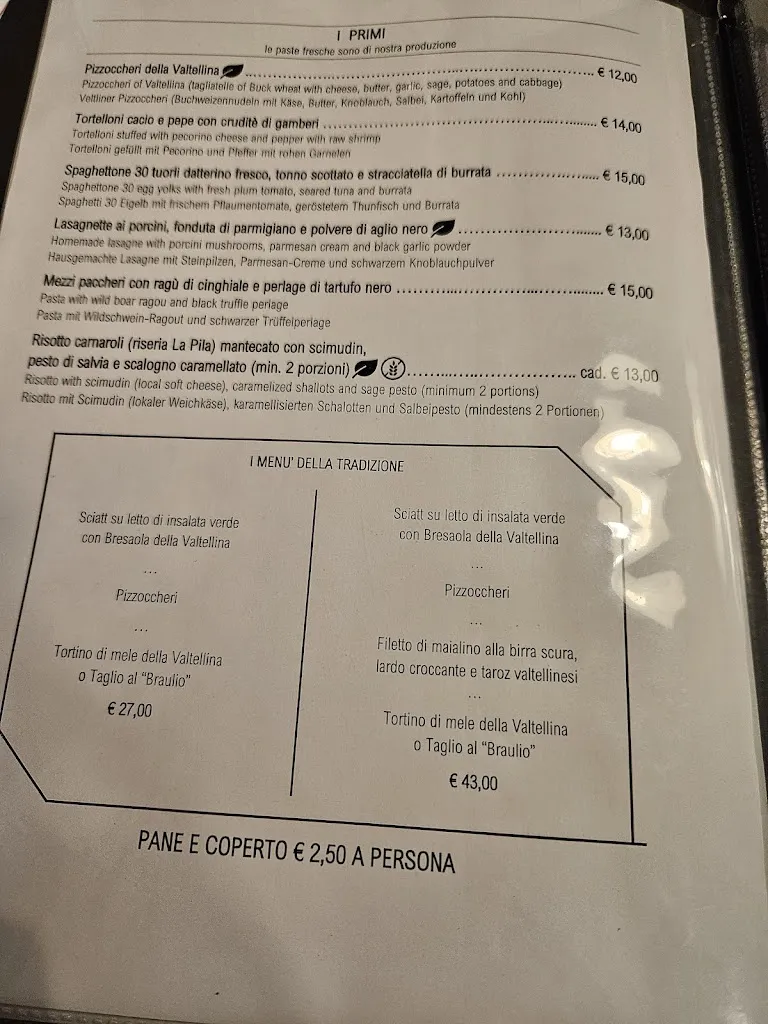 I PRIMI
le paste fresche sono di nostra produzione
Pizzoccheri della Valtellina ........ € 12,00
Pizzoccheri of Valtellina (tagliatelle of Buck wheat with cheese, butter, garlic, sage, potatoes and cabbage)
Veltliner Pizzoccheri (Buchweizennudeln mit Käse, Butter, Knoblauch, Salbei, Kartoffeln und Kohl)
Tortelloni cacio e pepe con crudité di gamberi ........ € 14,00
Tortelloni stuffed with pecorino cheese and pepper with raw shrimp
Tortelloni gefüllt mit Pecorino und Pfeffer mit rohen Garnelen
Spaghettone 30 tuorli datterino fresco, tonno scottato e stracciatella di burrata ........ € 15,00
Spaghettone 30 egg yolks with fresh plum tomato, seared tuna and burrata
Spaghetti 30 Eigelb mit frischem Pflaumentomato, geröstetem Thunfisch und Burrata
Lasagnette ai porcini, fonduta di parmigiano e polvere di aglio nero ........ € 13,00
Homemade lasagne with porcini mushrooms, parmesan cream and black garlic powder
Hausgemachte Lasagne mit Steinpilzen, Parmesan-Creme und schwarzem Knoblauchpulver
Mezzi paccheri con ragù di cinghiale e perlage di tartufo nero ........ € 15,00
Pasta with wild boar ragou and black truffle perlage
Pasta mit Wildschwein-Ragout und schwarzer Trüffelperlage
Risotto carnaroli (riseria La Pila) mantecato con scimudin,
pesto di salvia e scalogno caramellato (min. 2 porzioni) ........ cad. € 13,00
Risotto with scimudin (local soft cheese), caramelized shallots and sage pesto (minimum 2 portions)
Risotto mit Scimudin (lokaler Weichkäse), karamellisierten Schalotten und Salbeipesto (mindestens 2 Portionen)
I MENU' DELLA TRADIZIONE
Sciatt su letto di insalata verde
con Bresaola della Valtellina
...
Pizzoccheri
...
Tortino di mele della Valtellina
o Taglio al "Braulio"
€ 27,00
Sciatt su letto di insalata verde
con Bresaola della Valtellina
...
Pizzoccheri
...
Filetto di maialino alla birra scura,
lardo croccante e taroz valtellinesi
...
Tortino di mele della Valtellina
o Taglio al "Braulio"
€ 43,00
PANE E COPERTO € 2,50 A PERSONA